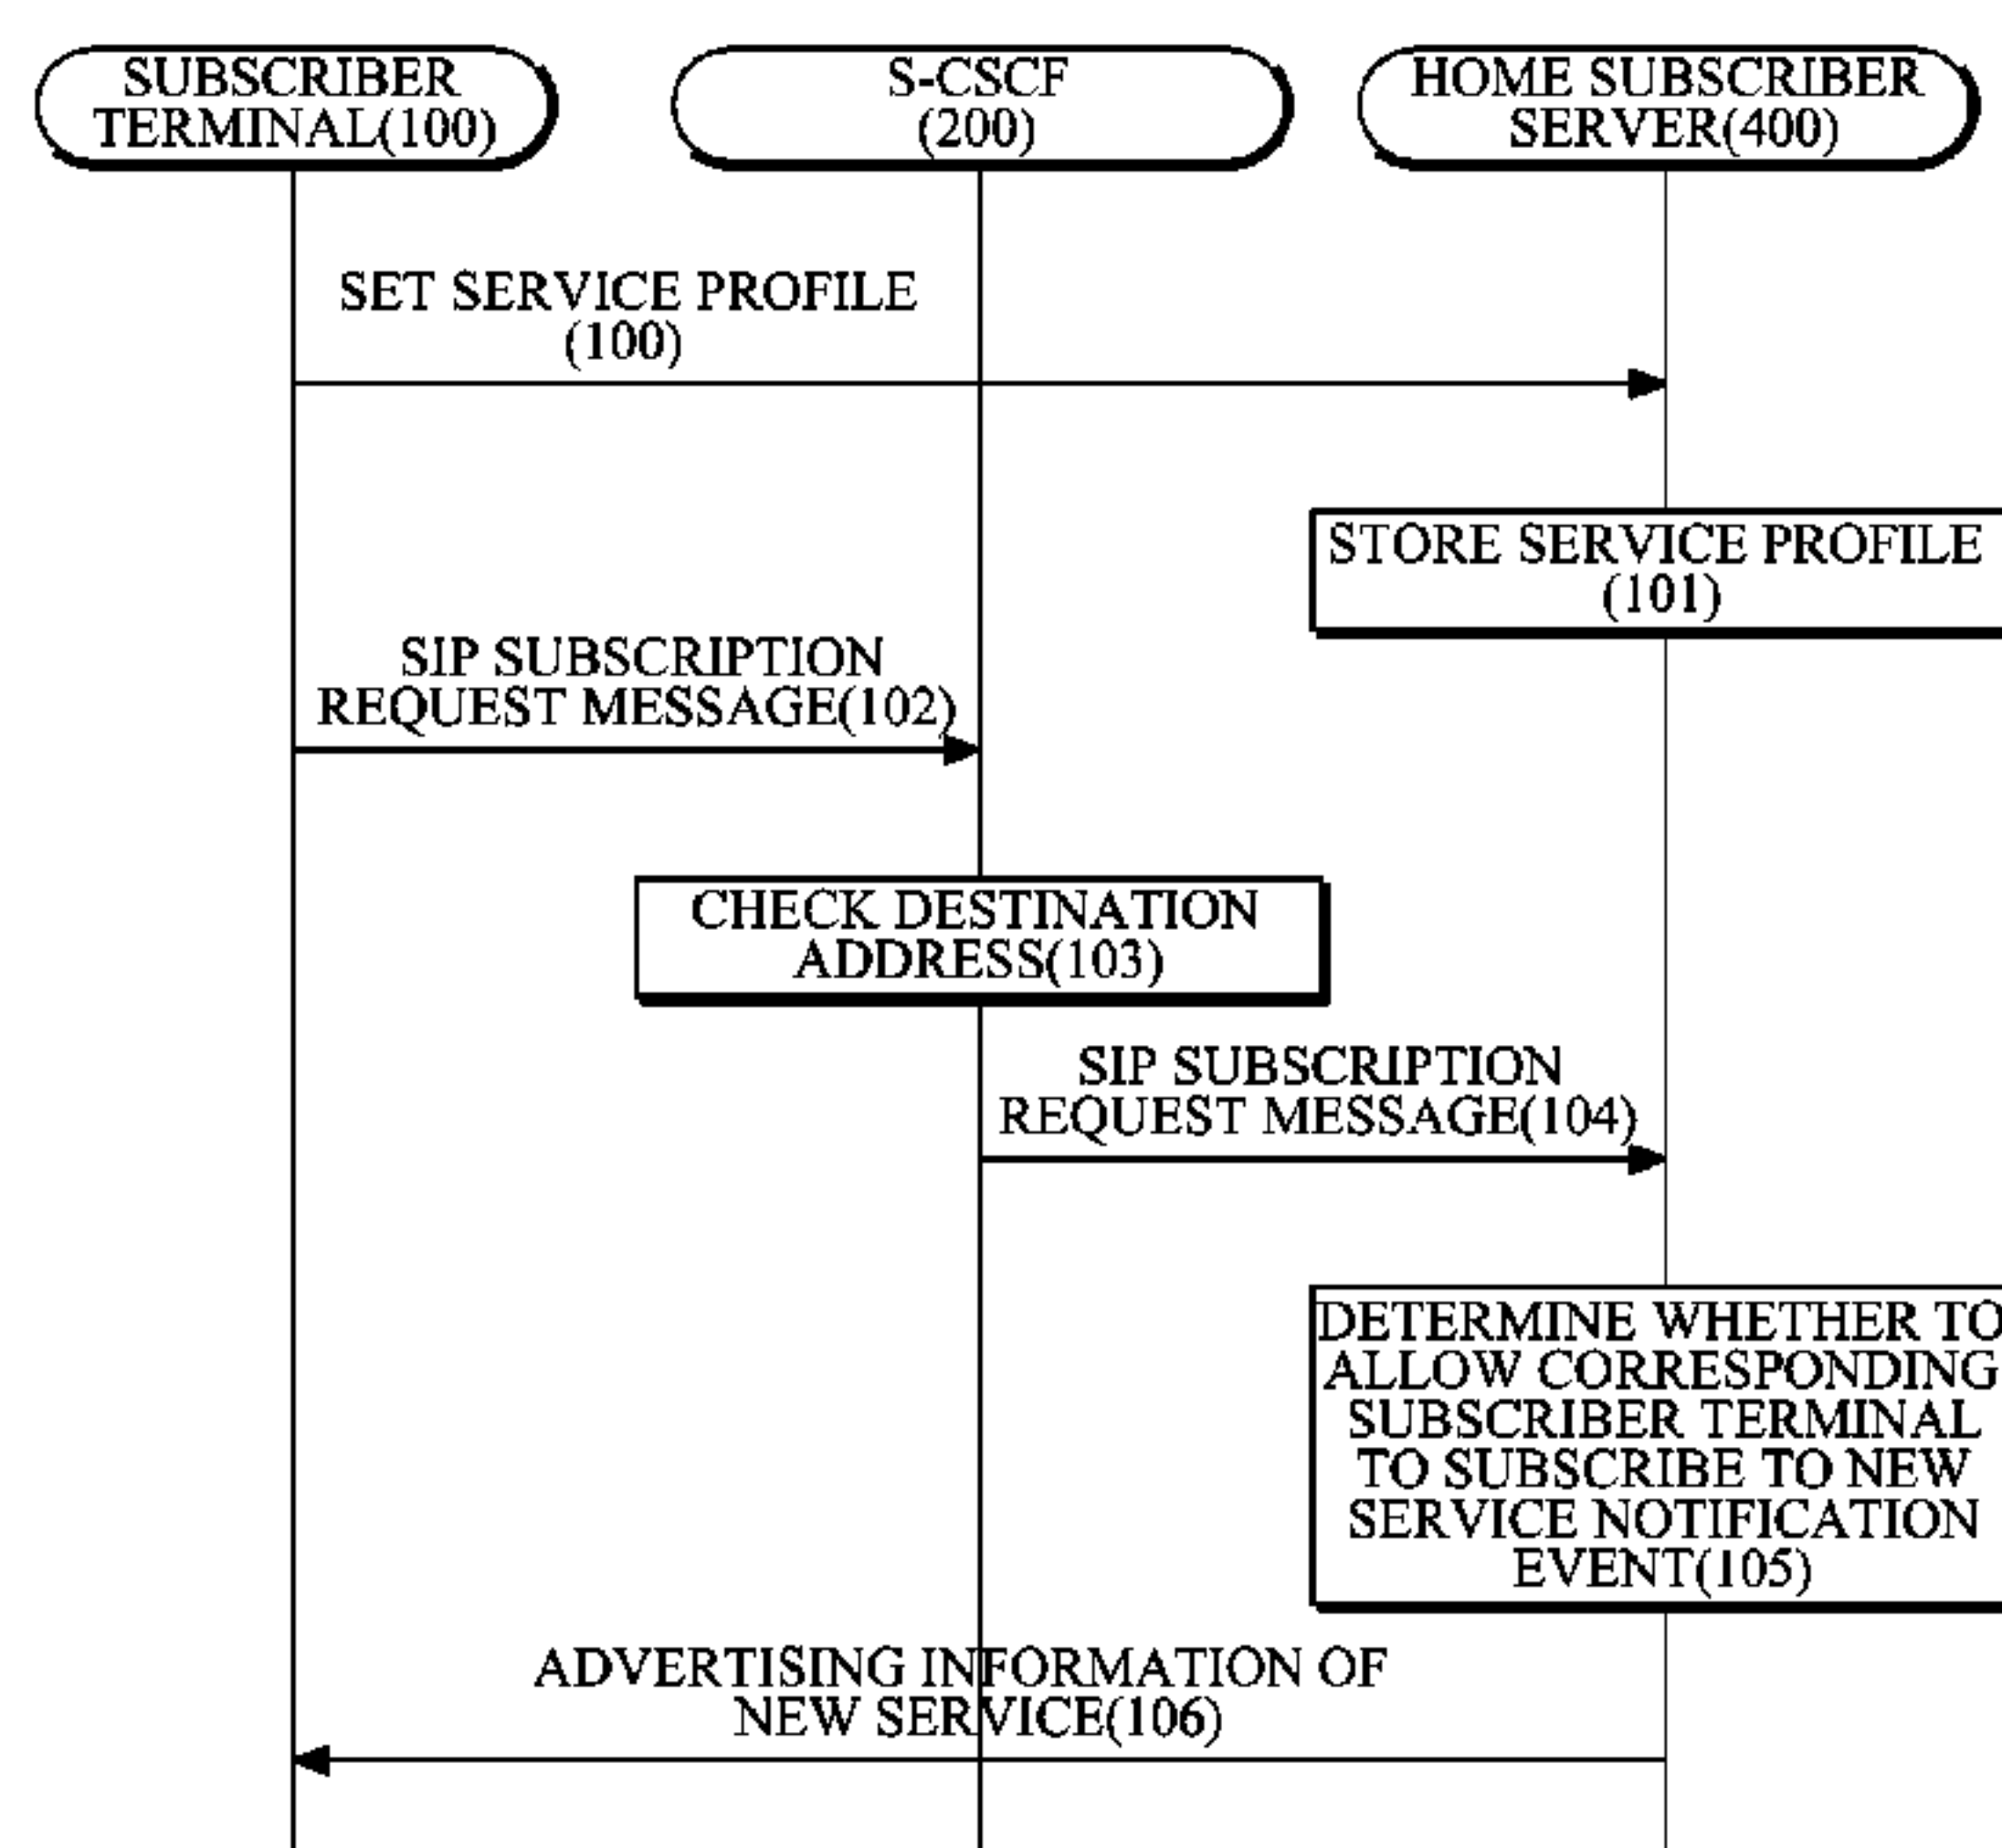 SUBSCRIBER
TERMINAL(100)
S-CSCF
(200)
HOME SUBSCRIBER
SERVER(400)
SET SERVICE PROFILE
(100)
STORE SERVICE PROFILE
(101)
SIP SUBSCRIPTION
REQUEST MESSAGE(102)
CHECK DESTINATION
ADDRESS(103)
SIP SUBSCRIPTION
REQUEST MESSAGE(104)
DETERMINE WHETHER TO
ALLOW CORRESPONDING
SUBSCRIBER TERMINAL
TO SUBSCRIBE TO NEW
SERVICE NOTIFICATION
EVENT(105)
ADVERTISING INFORMATION OF
NEW SERVICE(106)